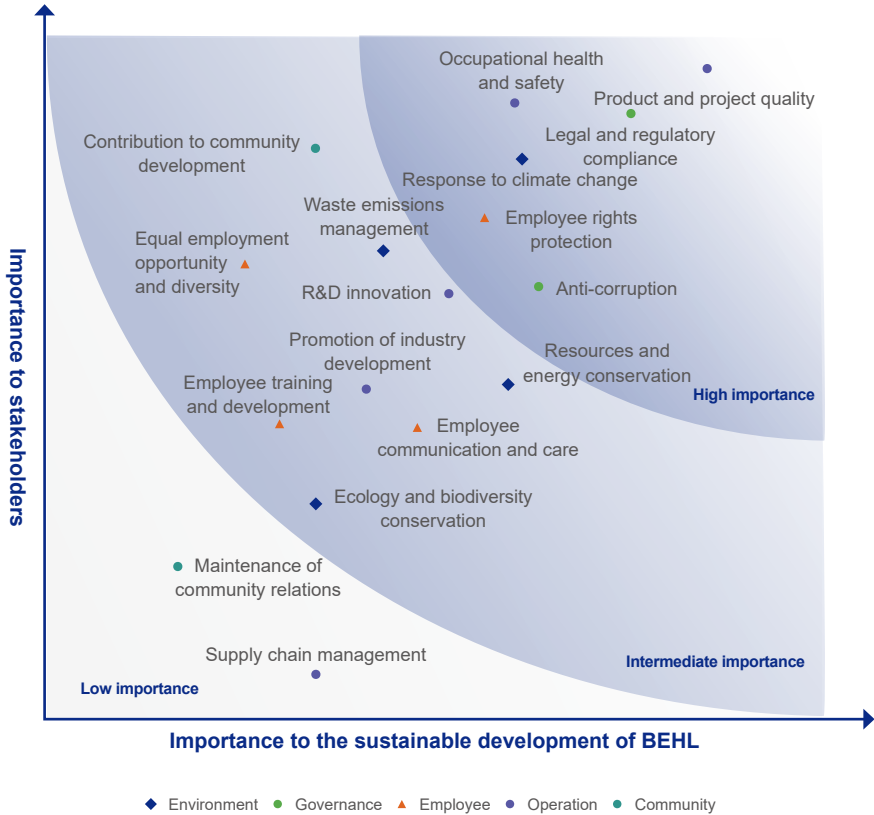 Importance to stakeholders
Occupational health
and safety
Product and project quality
Legal and regulatory
compliance
Contribution to community
development
Response to climate change
Waste emissions
management
Employee rights
protection
Equal employment
opportunity
and diversity
R&D innovation
Anti-corruption
Promotion of industry
development
Resources and
energy conservation
High importance
Employee training
and development
Employee
communication and care
Ecology and biodiversity
conservation
Maintenance of
community relations
Supply chain management
Intermediate importance
Low importance
Importance to the sustainable development of BEHL
Environment Governance Employee Operation Community